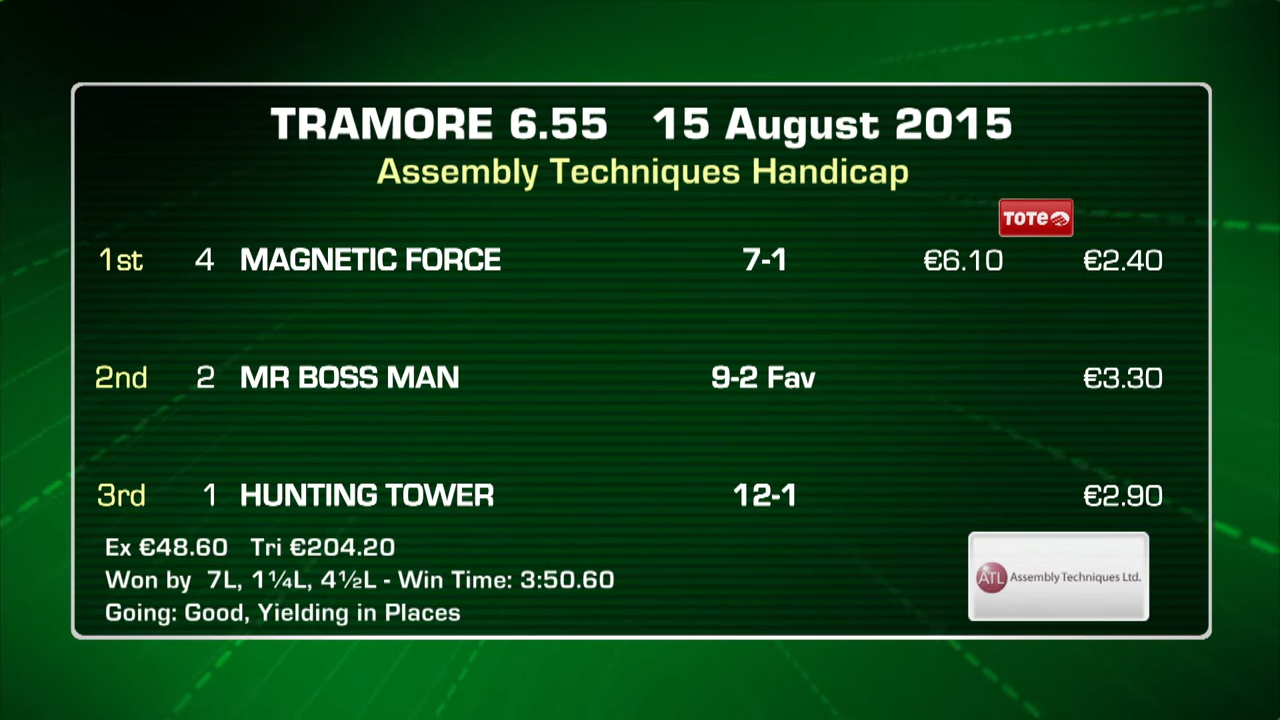 TRAMORE 6.55 15 August 2015
Assembly Techniques Handicap
TOTE
1st 4 MAGNETIC FORCE 7-1 €6.10 €2.40
2nd 2 MR BOSS MAN 9-2 Fav €3.30
3rd 1 HUNTING TOWER 12-1 €2.90
Ex €48.60 Tri €204.20
Won by 7L, 1¼L, 4½L - Win Time: 3:50.60
Going: Good, Yielding in Places
ATL Assembly Techniques Ltd.